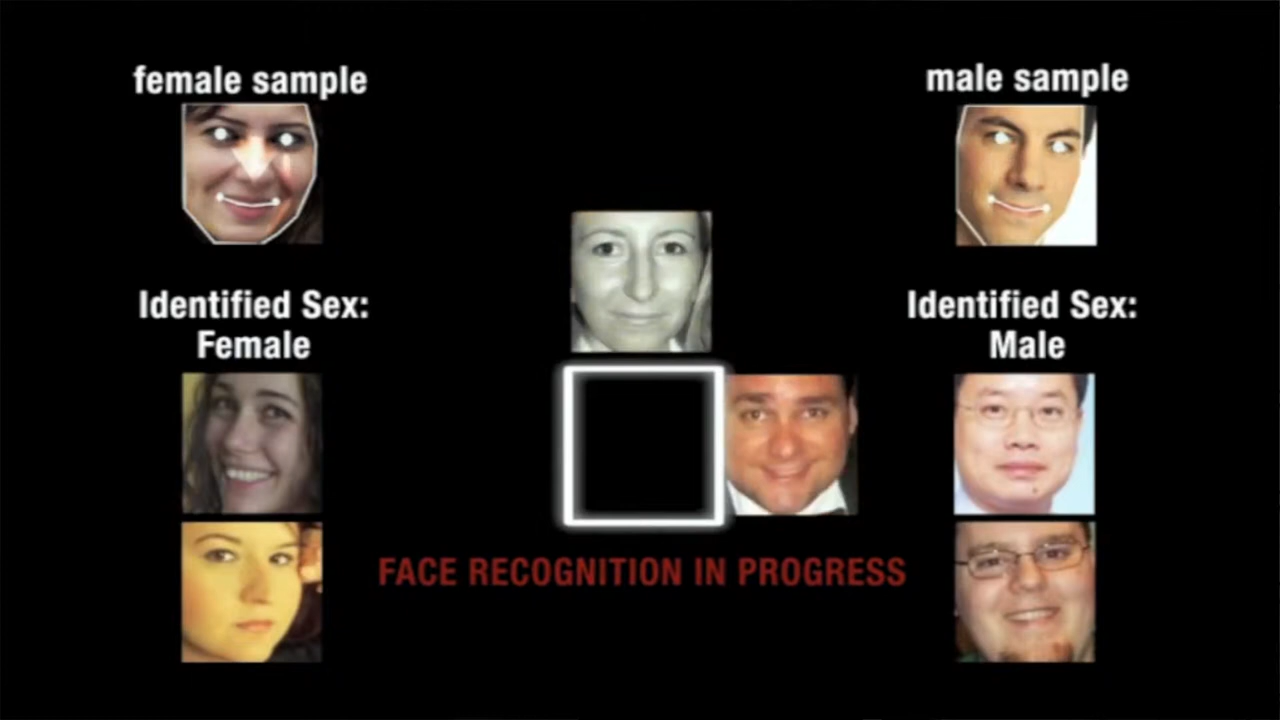 female sample
male sample
Identified Sex:
Female
Identified Sex:
Male
FACE RECOGNITION IN PROGRESS